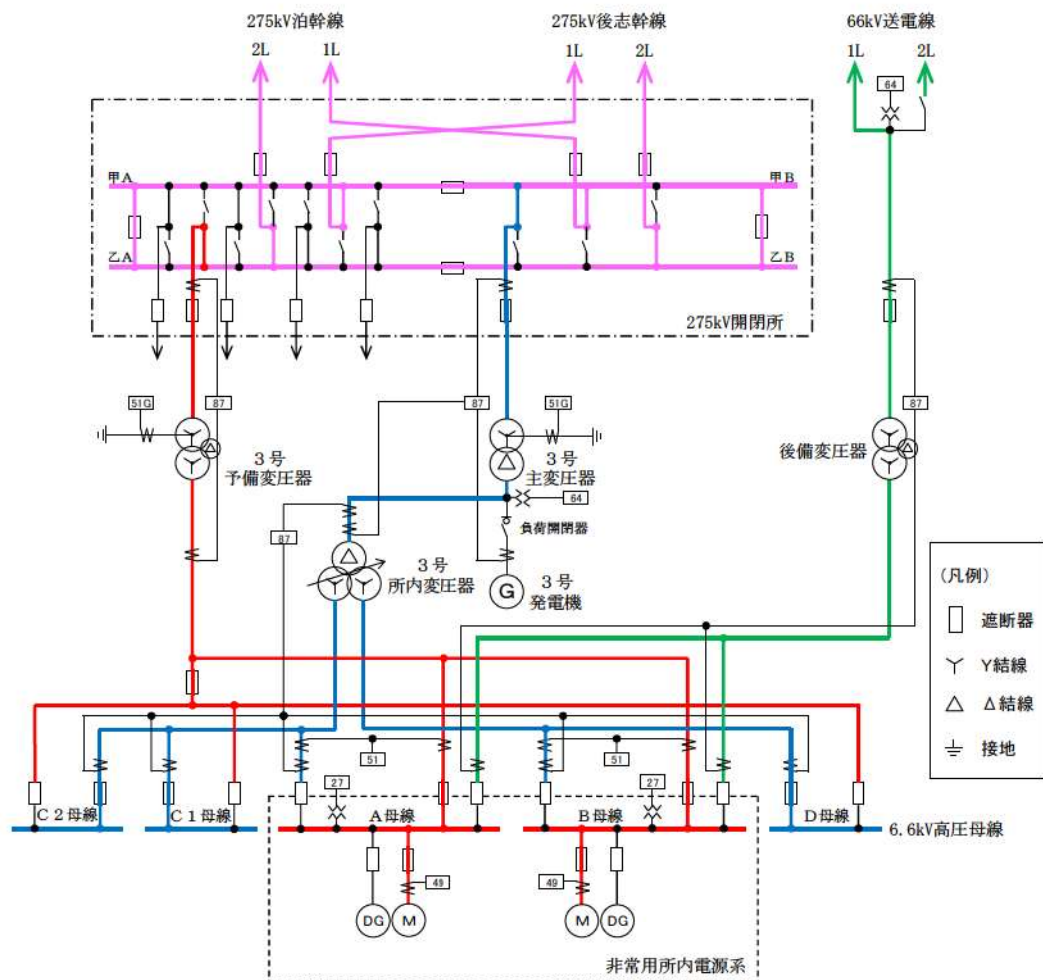 275kV泊幹線
275kV後志幹線
66kV送電線
2L
1L
1L
2L
1L
2L
64
甲A
甲B
乙A
乙B
275kV開閉所
51G
87
87
51G
87
3号
予備変圧器
3号
主変圧器
後備変圧器
64
87
負荷開閉器
3号
所内変圧器
G
3号
発電機
(凡例)
遮断器
Y結線
Δ結線
接地
51
51
27
27
C2母線
C1母線
A母線
B母線
D母線
6.6kV高圧母線
49
49
DG
M
M
DG
非常用所内電源系